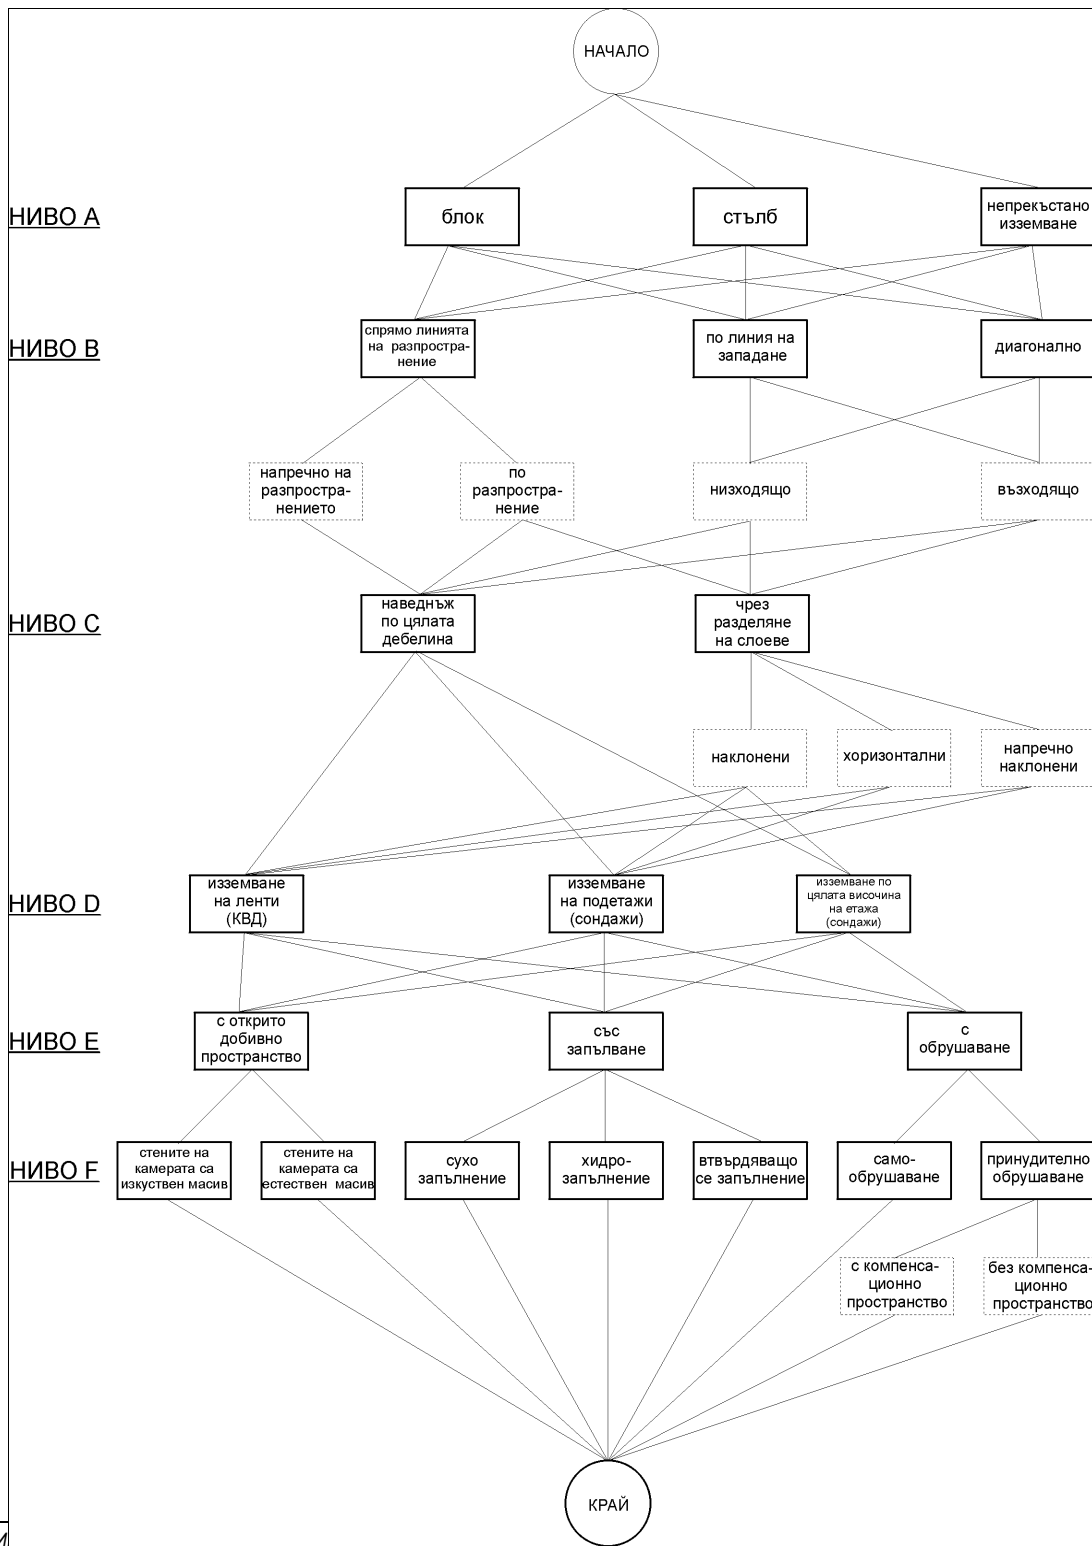 НАЧАЛО
НИВО A
блок
стълб
непрекъстано
изземване
НИВО B
спрямо линията
на разпростра-
нение
по линия на
западане
диагонално
напречно на
разпростра-
нението
по
разпростра-
нение
низходящо
възходящо
НИВО C
наведнъж
по цялата
дебелина
чрез
разделяне
на слоеве
наклонени
хоризонтални
напречно
наклонени
НИВО D
изземване
на ленти
(КВД)
изземване
на подетажи
(сондажи)
изземване по
цялата височина
на етажа
(сондажи)
НИВО E
с открито
добивно
пространство
със
запълване
с
обрушаване
НИВО F
стените на
камерата са
изкуствен масив
стените на
камерата са
естествен масив
сухо
запълнение
хидро-
запълнение
втвърдяващо
се запълнение
само-
обрушаване
принудително
обрушаване
с компенса-
ционно
пространство
без компенса-
ционно
пространство
КРАЙ